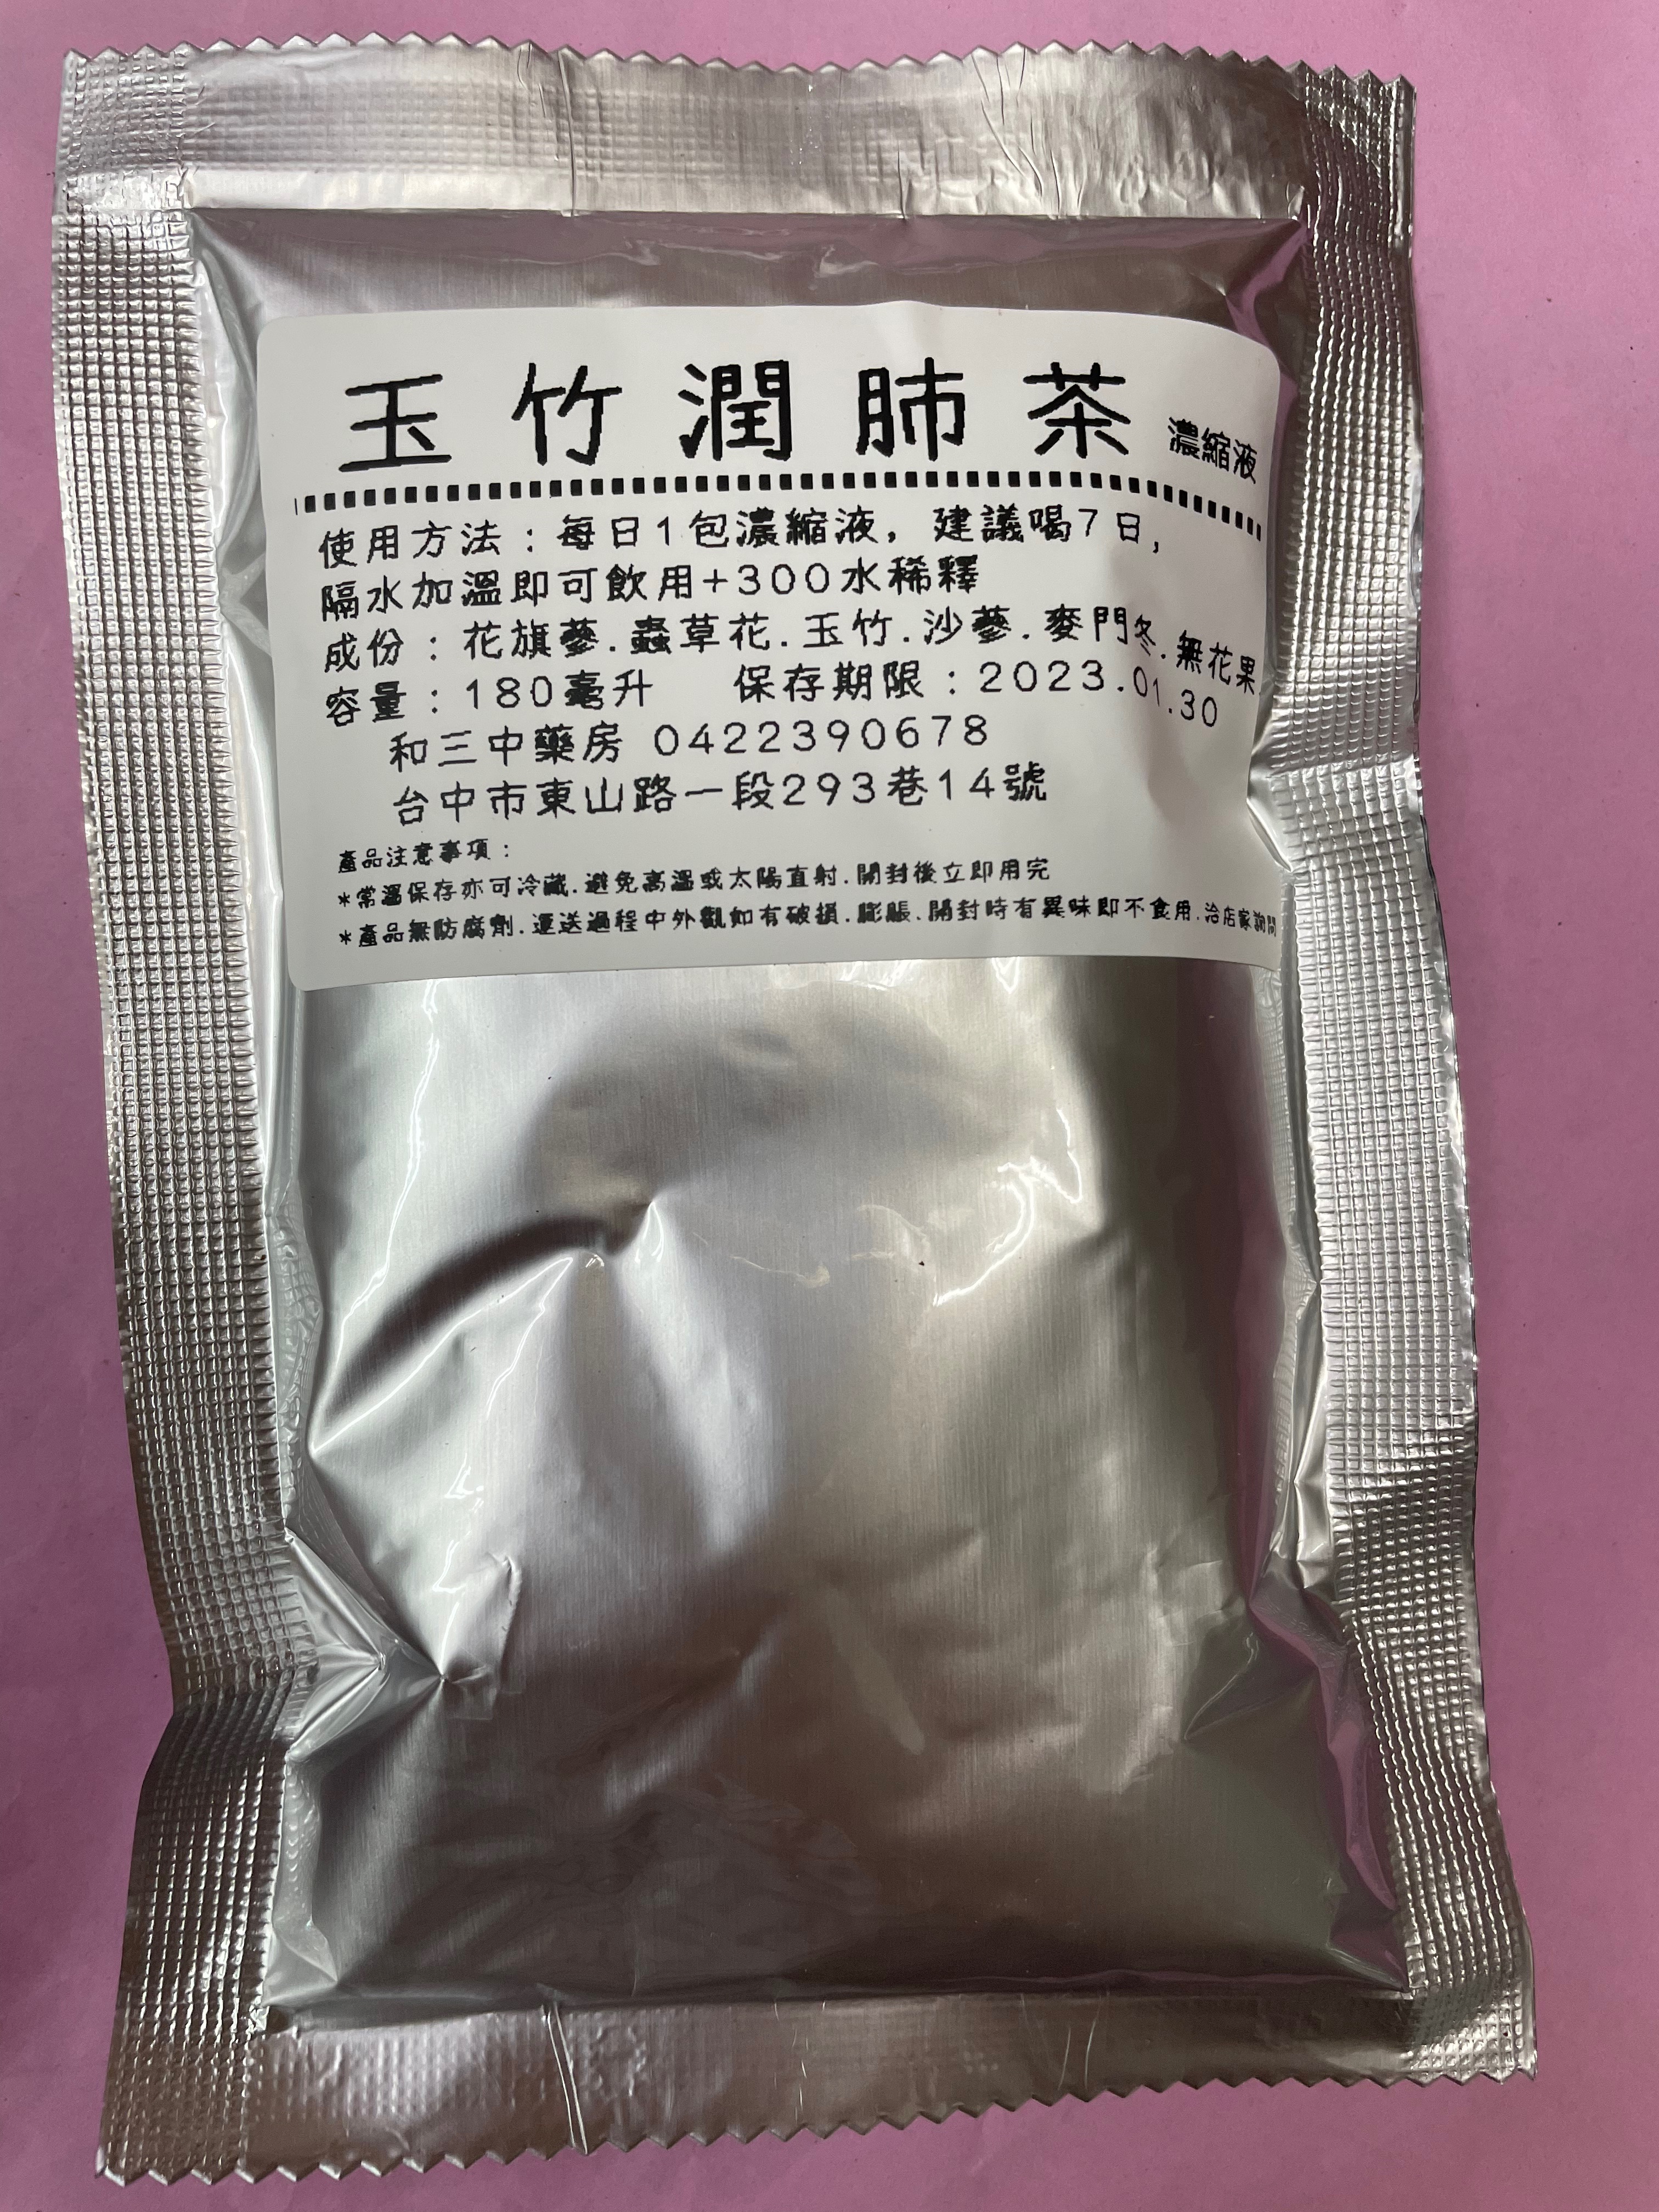 玉竹潤肺茶 濃縮液
使用方法：每日1包濃縮液，建議喝7日，
隔水加溫即可飲用+300水稀釋
成份：花旗蔘.蟲草花.玉竹.沙蔘.麥門冬.無花果
容量：180毫升 保存期限：2023.01.30
和三中藥房 0422390678
台中市東山路一段293巷14號
產品注意事項：
*常溫保存亦可冷藏.避免高溫或太陽直射.開封後立即用完
*產品無防腐劑.運送過程中外觀如有破損.膨脹.開封時有異味即不食用.洽店家詢問